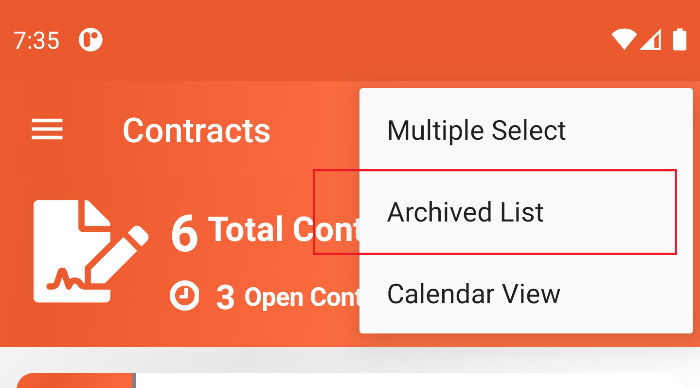 7:35
Contracts
Multiple Select
Archived List
6 Total Cont
3 Open Cont
Calendar View